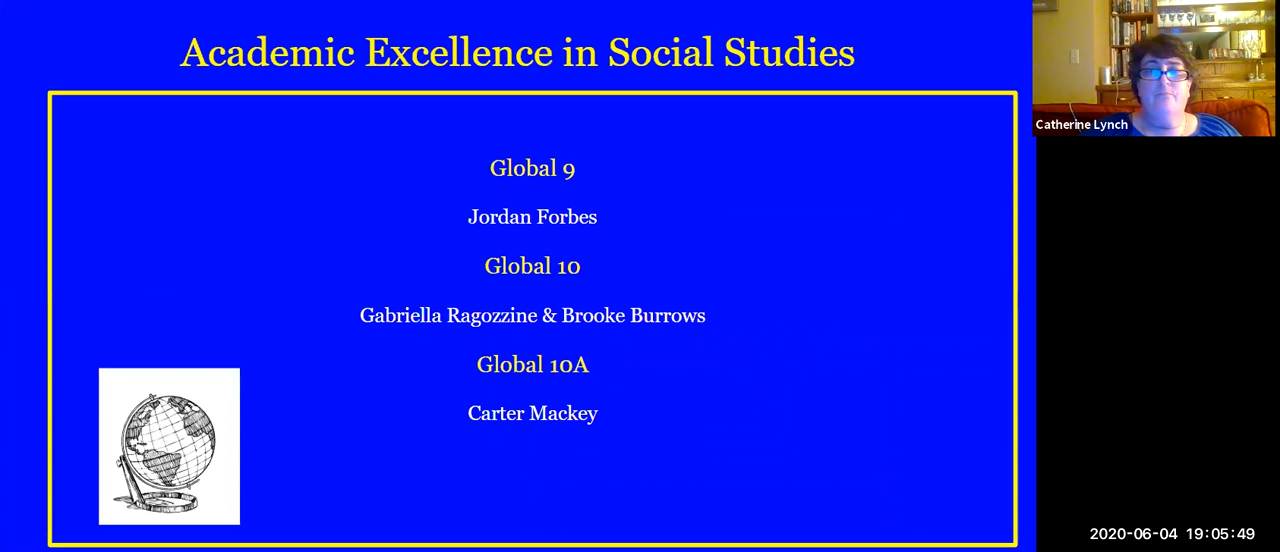 Academic Excellence in Social Studies
Global 9
Jordan Forbes
Global 10
Gabriella Ragozzine & Brooke Burrows
Global 10A
Carter Mackey
Catherine Lynch
2020-06-04 19:05:49